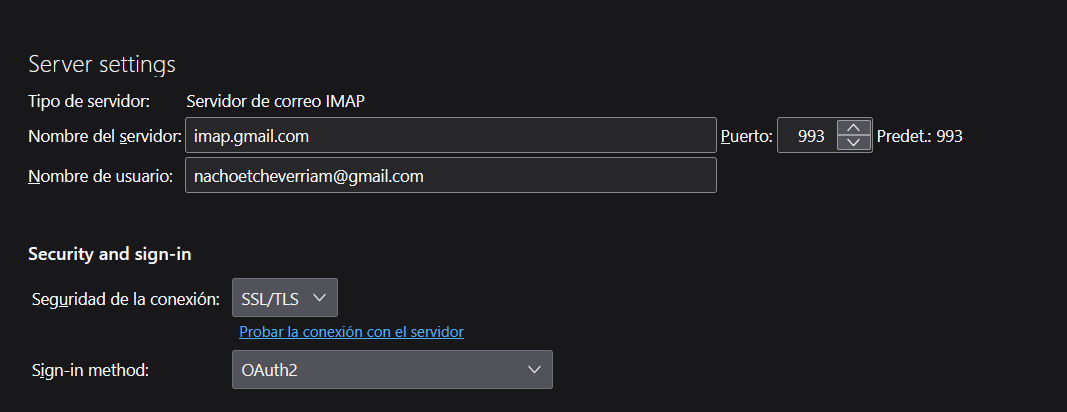 Server settings
Tipo de servidor: Servidor de correo IMAP
Nombre del servidor: imap.gmail.com Puerto: 993 Predet.: 993
Nombre de usuario: nachoetcheverriam@gmail.com
Security and sign-in
Seguridad de la conexión: SSL/TLS
Probar la conexión con el servidor
Sign-in method: OAuth2